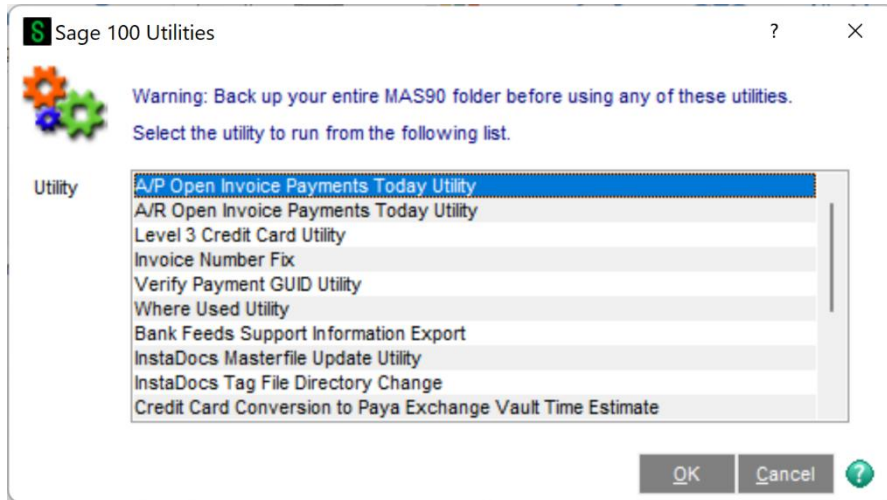 S Sage 100 Utilities ? ×
Warning: Back up your entire MAS90 folder before using any of these utilities.
Select the utility to run from the following list.
Utility
A/P Open Invoice Payments Today Utility
A/R Open Invoice Payments Today Utility
Level 3 Credit Card Utility
Invoice Number Fix
Verify Payment GUID Utility
Where Used Utility
Bank Feeds Support Information Export
InstaDocs Masterfile Update Utility
InstaDocs Tag File Directory Change
Credit Card Conversion to Paya Exchange Vault Time Estimate
OK Cancel ?